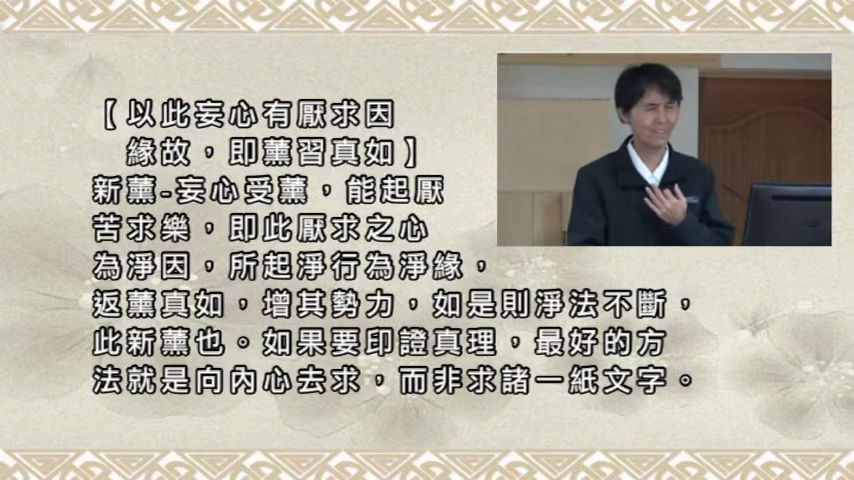 【以此妄心有厭求因
緣故，即薰習真如】
新薰-妄心受薰，能起厭
苦求樂，即此厭求之心
為淨因，所起淨行為淨緣，
返薰真如，增其勢力，如是則淨法不斷，
此新薰也。如果要印證真理，最好的方
法就是向內心去求，而非求諸一紙文字。